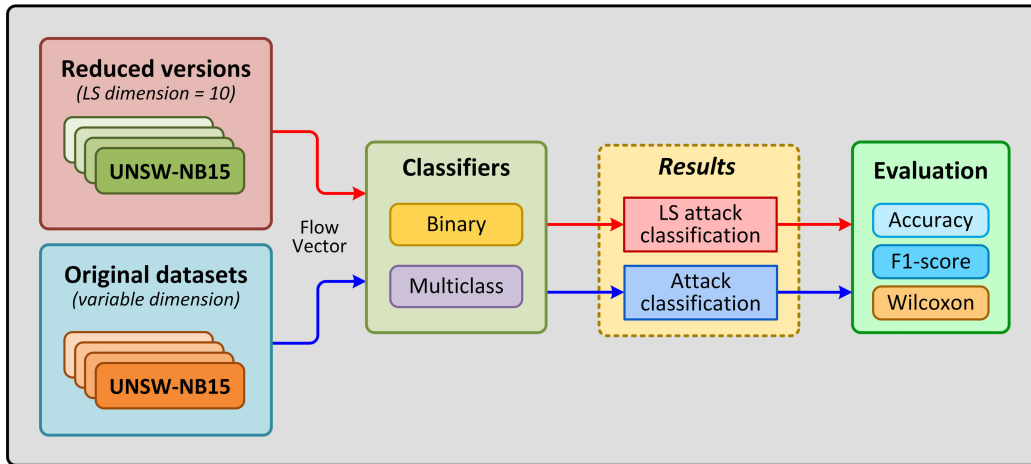 Reduced versions
(LS dimension = 10)
UNSW-NB15
Original datasets
(variable dimension)
UNSW-NB15
Flow
Vector
Classifiers
Binary
Multiclass
Results
LS attack
classification
Attack
classification
Evaluation
Accuracy
F1-score
Wilcoxon